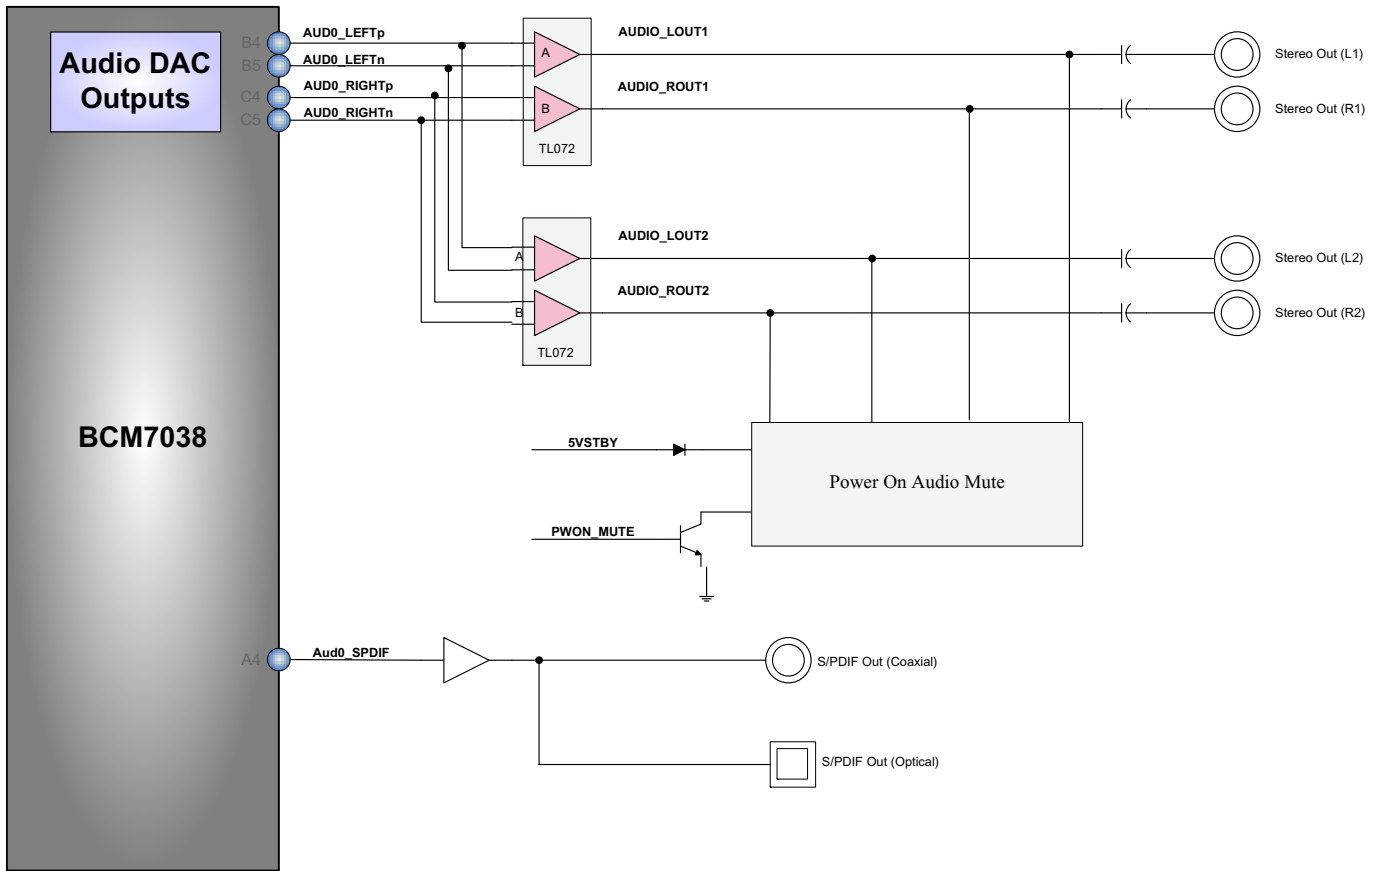 Audio DAC
Outputs
BCM7038
B4
B5
C4
C5
A4
AUD0_LEFTp
AUD0_LEFTn
AUD0_RIGHTp
AUD0_RIGHTn
A
B
TL072
AUDIO_LOUT1
AUDIO_ROUT1
Stereo Out (L1)
Stereo Out (R1)
A
B
TL072
AUDIO_LOUT2
AUDIO_ROUT2
Stereo Out (L2)
Stereo Out (R2)
5VSTBY
PWON_MUTE
Power On Audio Mute
Aud0_SPDIF
S/PDIF Out (Coaxial)
S/PDIF Out (Optical)